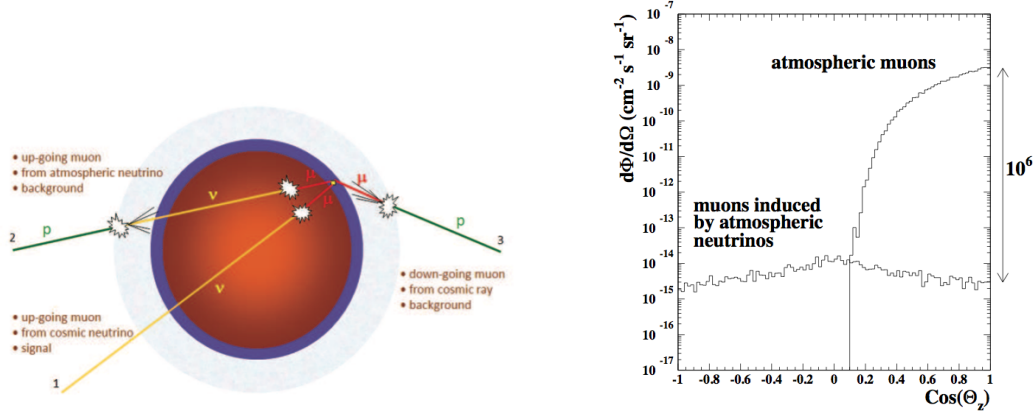 • up-going muon
• from atmospheric neutrino
• background
μ
μ
μ
ν
p
2
p
3
ν
• down-going muon
• from cosmic ray
• background
• up-going muon
• from cosmic neutrino
• signal
1
dΦ/dΩ (cm⁻² s⁻¹ sr⁻¹)
10⁻⁷
10⁻⁸
10⁻⁹
10⁻¹⁰
10⁻¹¹
10⁻¹²
10⁻¹³
10⁻¹⁴
10⁻¹⁵
10⁻¹⁶
10⁻¹⁷
atmospheric muons
muons induced
by atmospheric
neutrinos
10⁶
-1 -0.8 -0.6 -0.4 -0.2 0 0.2 0.4 0.6 0.8 1
Cos(Θz)